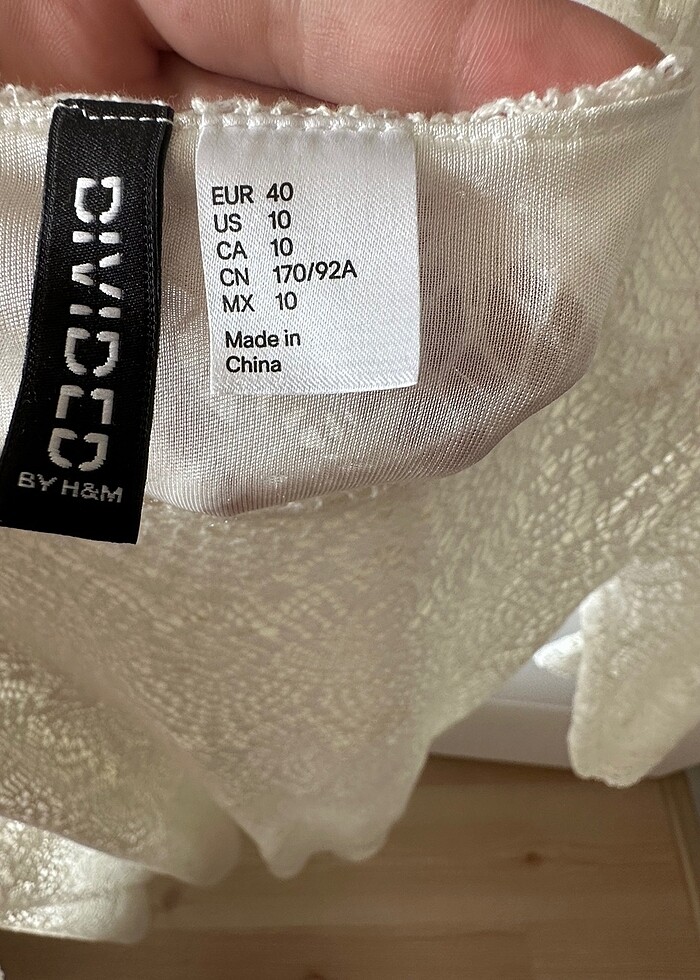 DIVIDED
BY H&M
EUR 40
US 10
CA 10
CN 170/92A
MX 10
Made in
China